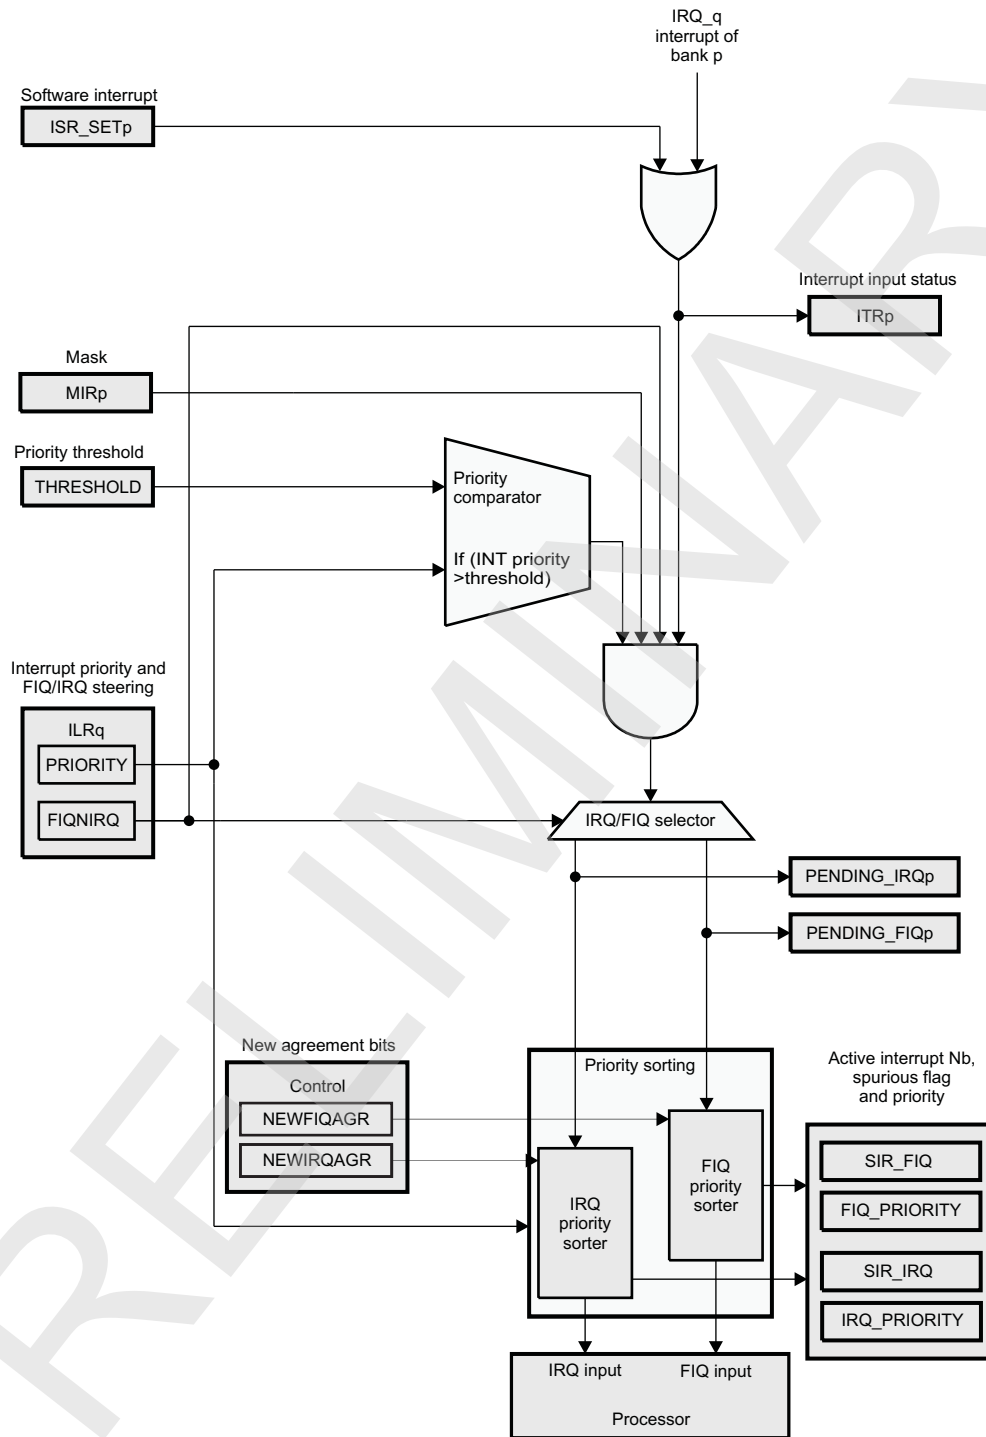 IRQ_q
interrupt of
bank p
Software interrupt
ISR_SETp
Interrupt input status
ITRp
Mask
MIRp
Priority threshold
THRESHOLD
Priority
comparator
If (INT priority
>threshold)
Interrupt priority and
FIQ/IRQ steering
ILRq
PRIORITY
FIQNIRQ
IRQ/FIQ selector
PENDING_IRQp
PENDING_FIQp
New agreement bits
Control
NEWFIQAGR
NEWIRQAGR
Priority sorting
IRQ
priority
sorter
FIQ
priority
sorter
Active interrupt Nb,
spurious flag
and priority
SIR_FIQ
FIQ_PRIORITY
SIR_IRQ
IRQ_PRIORITY
IRQ input
FIQ input
Processor
RELIMINARY